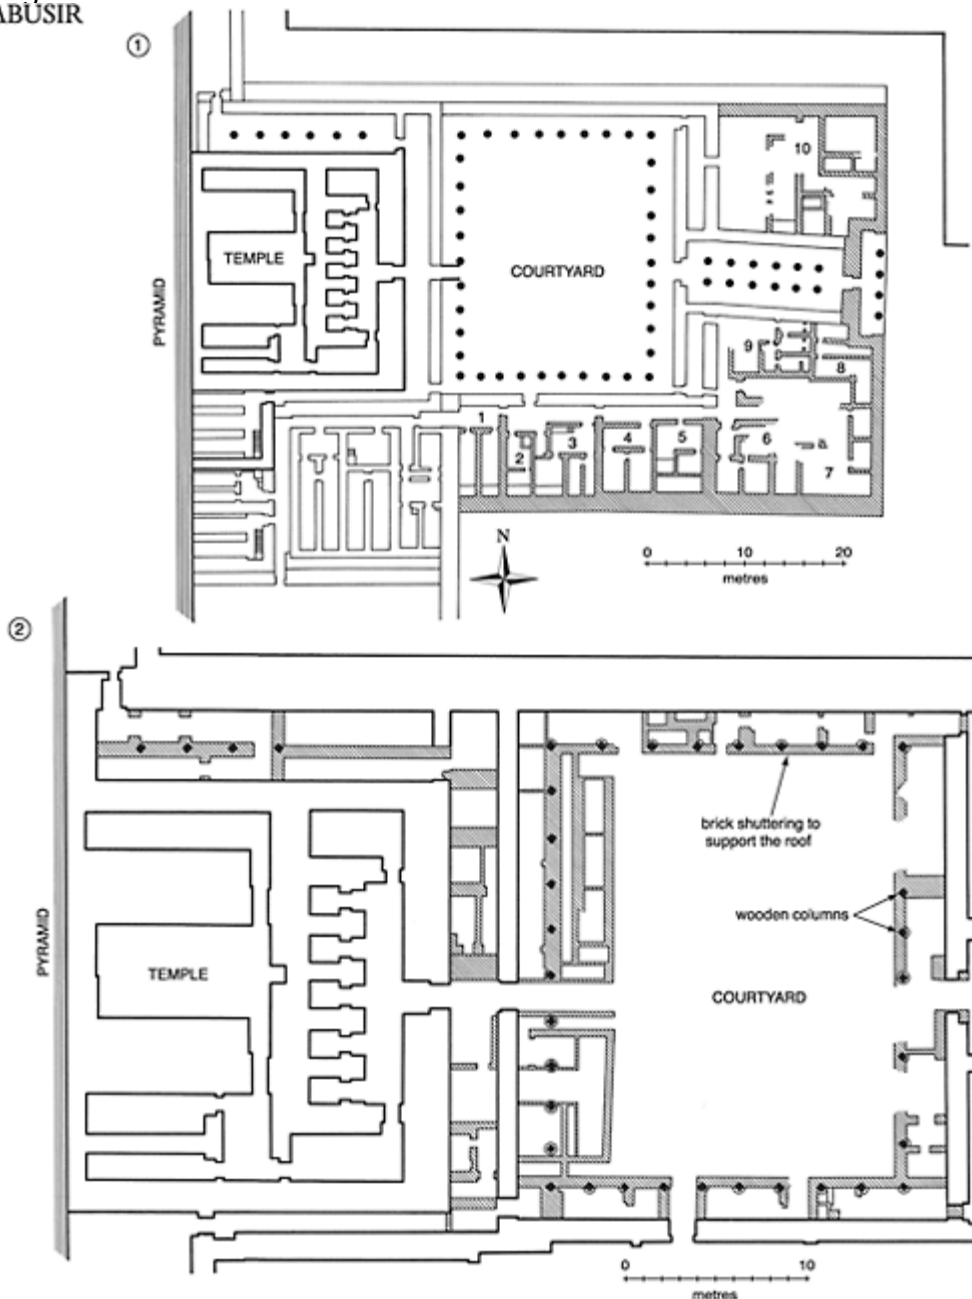 ABUSIR
1
PYRAMID
TEMPLE
COURTYARD
10
9
8
1
2
3
4
5
6
7
N
0 10 20
metres
2
PYRAMID
TEMPLE
COURTYARD
brick shuttering to
support the roof
wooden columns
0 10
metres